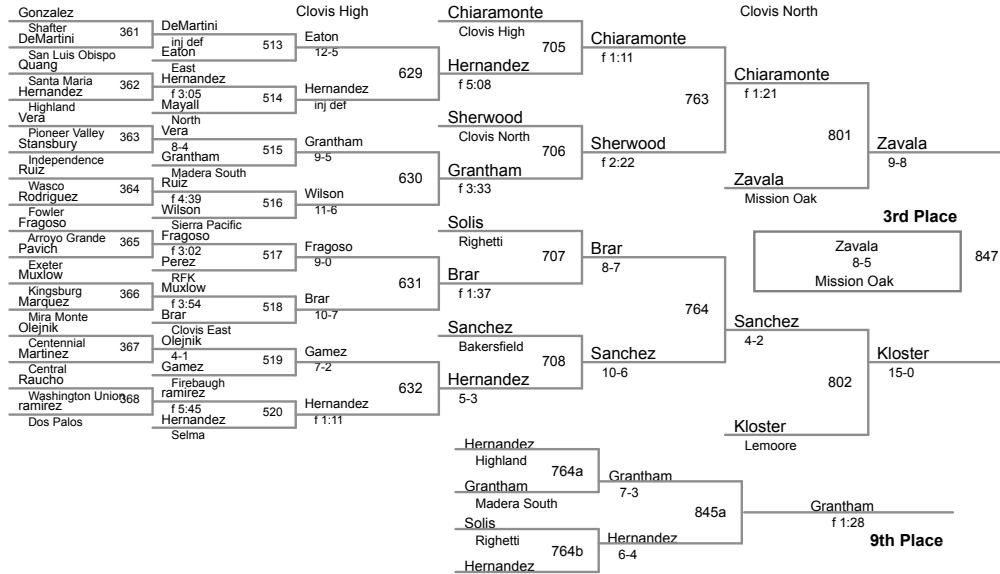 Clovis High
Clovis North
Gonzalez
Shafter
361
DeMartini
San Luis Obispo
Quang
Santa Maria
362
Hernandez
Highland
Vera
Pioneer Valley
363
Stansbury
Independence
Ruiz
Wasco
364
Rodriguez
Fowler
Fragoso
Arroyo Grande
365
Pavich
Exeter
Muxlow
Kingsburg
366
Marquez
Mira Monte
Olejnik
Centennial
367
Martinez
Central
Raucho
Washington Union
368
ramirez
Dos Palos
DeMartini
inj def
513
Eaton
East
Hernandez
f 3:05
514
Mayall
North
Vera
8-4
515
Grantham
Madera South
Ruiz
f 4:39
516
Wilson
Sierra Pacific
Fragoso
f 3:02
517
Perez
RFK
Muxlow
f 3:54
518
Brar
Clovis East
Olejnik
4-1
519
Gamez
Firebaugh
ramirez
f 5:45
520
Hernandez
Selma
Eaton
12-5
629
Hernandez
inj def
Grantham
9-5
630
Wilson
11-6
Fragoso
9-0
631
Brar
10-7
Gamez
7-2
632
Hernandez
f 1:11
Chiaramonte
Clovis High
705
Hernandez
f 5:08
Sherwood
Clovis North
706
Grantham
f 3:33
Solis
Righetti
707
Brar
f 1:37
Sanchez
Bakersfield
708
Hernandez
5-3
Chiaramonte
f 1:11
763
Sherwood
f 2:22
Brar
8-7
764
Sanchez
10-6
Chiaramonte
f 1:21
801
Zavala
Mission Oak
Sanchez
4-2
802
Kloster
Lemoore
Zavala
9-8
3rd Place
Zavala
8-5
Mission Oak
847
Kloster
15-0
Hernandez
Highland
764a
Grantham
Madera South
Solis
Righetti
764b
Hernandez
Grantham
7-3
845a
Hernandez
6-4
Grantham
f 1:28
9th Place